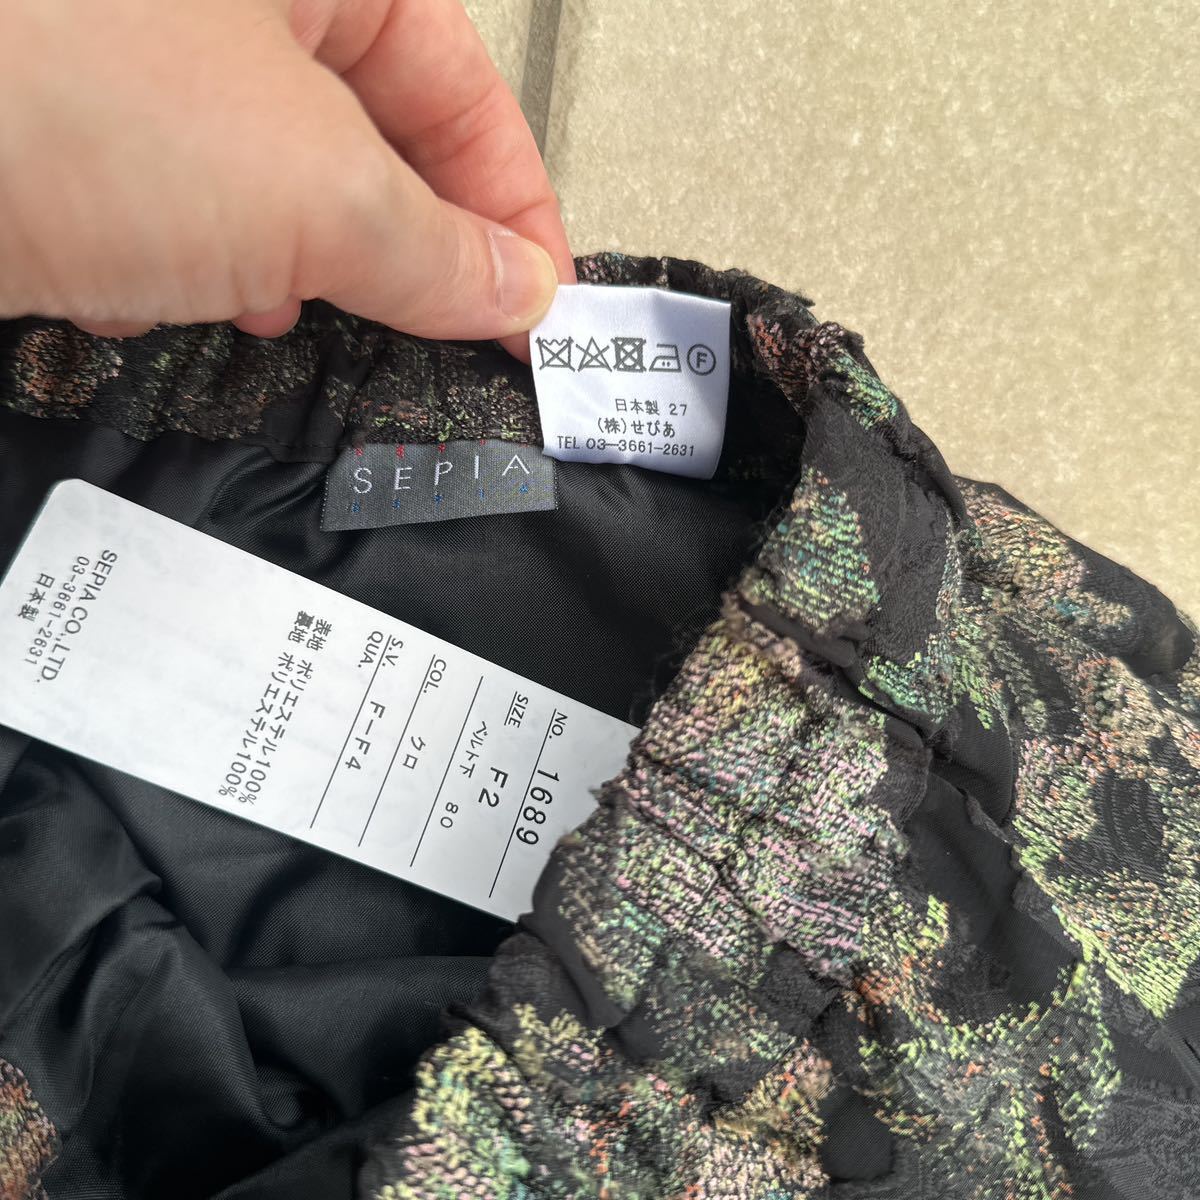 F
日本製 27
(株)せぴあ
TEL 03-3661-2631
SEPIA
NO. 1689
SIZE F2
ベルト下 80
COL. クロ
S.V. F-F4
QUA.
表地 ポリエステル100%
裏地 ポリエステル100%
SEPIA CO.,LTD.
03-3661-2631
日本製